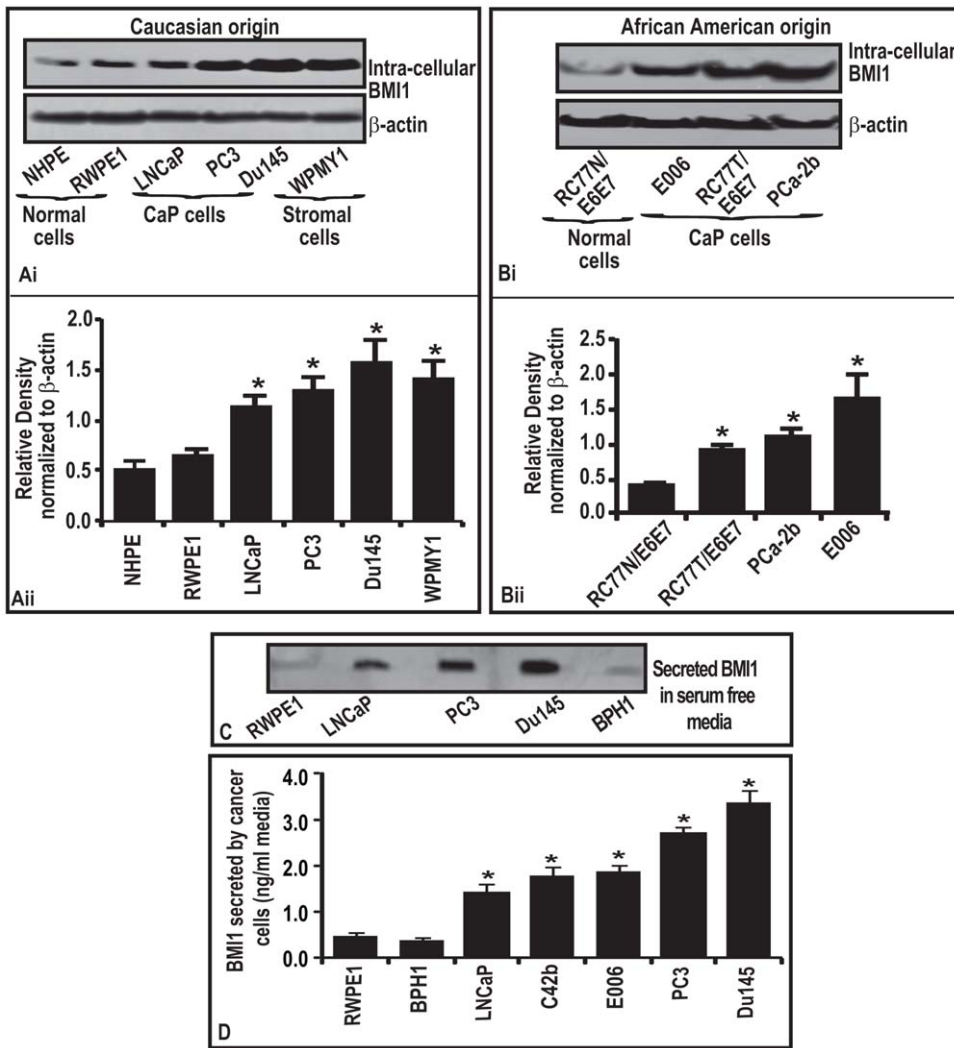 Caucasian origin
Intra-cellular
BMI1
β-actin
NHPE
RWPE1
LNCaP
PC3
Du145
WPMY1
Normal
cells
CaP cells
Stromal
cells
Ai
Relative Density
normalized to β-actin
2.0
1.5
1.0
0.5
0.0
*
*
*
*
NHPE
RWPE1
LNCaP
PC3
Du145
WPMY1
Aii
African American origin
Intra-cellular
BMI1
β-actin
RC77N/
E6E7
E006
RC77T/
E6E7
PCa-2b
Normal
cells
CaP cells
Bi
Relative Density
normalized to β-actin
2.5
2.0
1.5
1.0
0.5
0.0
*
*
*
RC77N/E6E7
RC77T/E6E7
PCa-2b
E006
Bii
Secreted BMI1
in serum free
media
RWPE1
LNCaP
PC3
Du145
BPH1
C
BMI1 secreted by cancer
cells (ng/ml media)
4.0
3.0
2.0
1.0
0.0
*
*
*
*
*
RWPE1
BPH1
LNCaP
C42b
E006
PC3
Du145
D